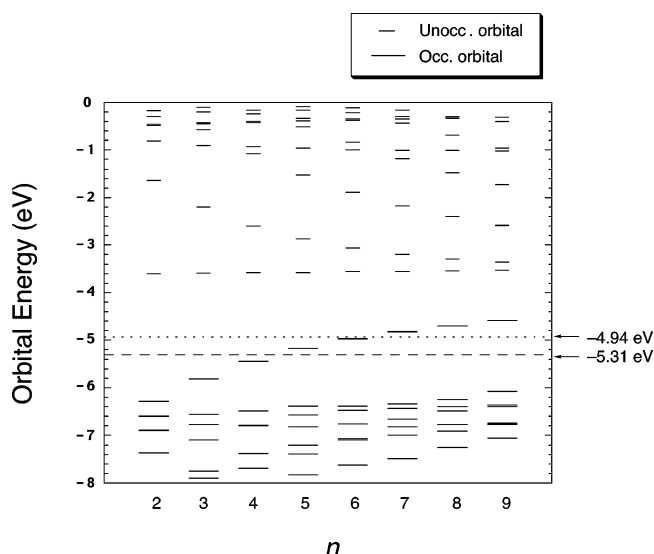 Unocc. orbital
Occ. orbital
Orbital Energy (eV)
0
-1
-2
-3
-4
-5
-6
-7
-8
–4.94 eV
–5.31 eV
2 3 4 5 6 7 8 9
n